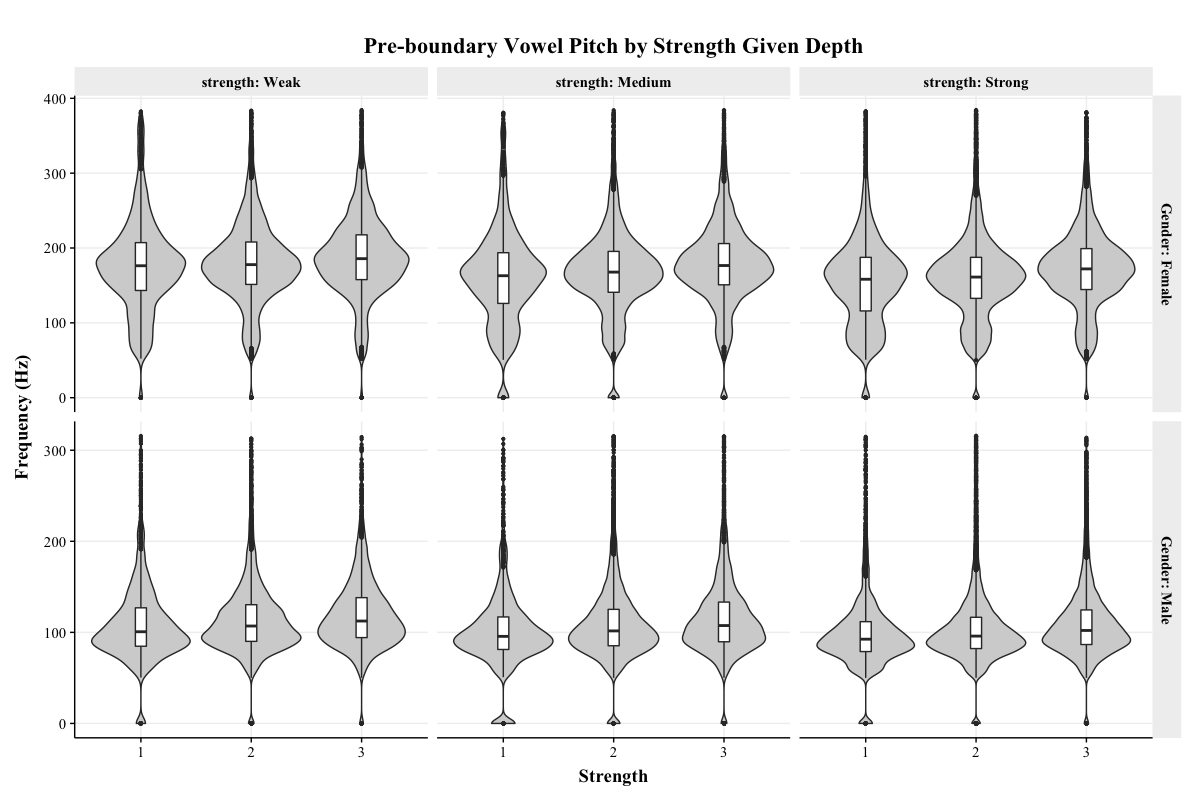 Pre-boundary Vowel Pitch by Strength Given Depth
strength: Weak
strength: Medium
strength: Strong
400
300
200
100
0
Gender: Female
Frequency (Hz)
300
200
100
0
Gender: Male
1 2 3
1 2 3
1 2 3
Strength